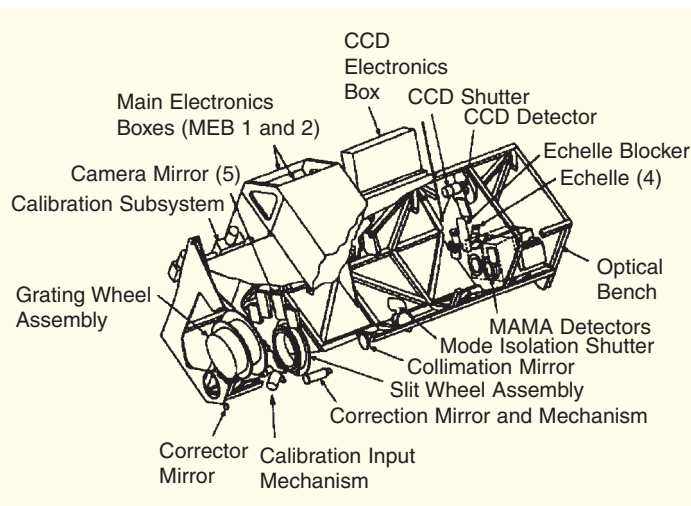 CCD
Electronics
Box
CCD Shutter
CCD Detector
Main Electronics
Boxes (MEB 1 and 2)
Echelle Blocker
Camera Mirror (5)
Echelle (4)
Calibration Subsystem
Optical
Bench
Grating Wheel
Assembly
MAMA Detectors
Mode Isolation Shutter
Collimation Mirror
Slit Wheel Assembly
Correction Mirror and Mechanism
Corrector
Mirror
Calibration Input
Mechanism